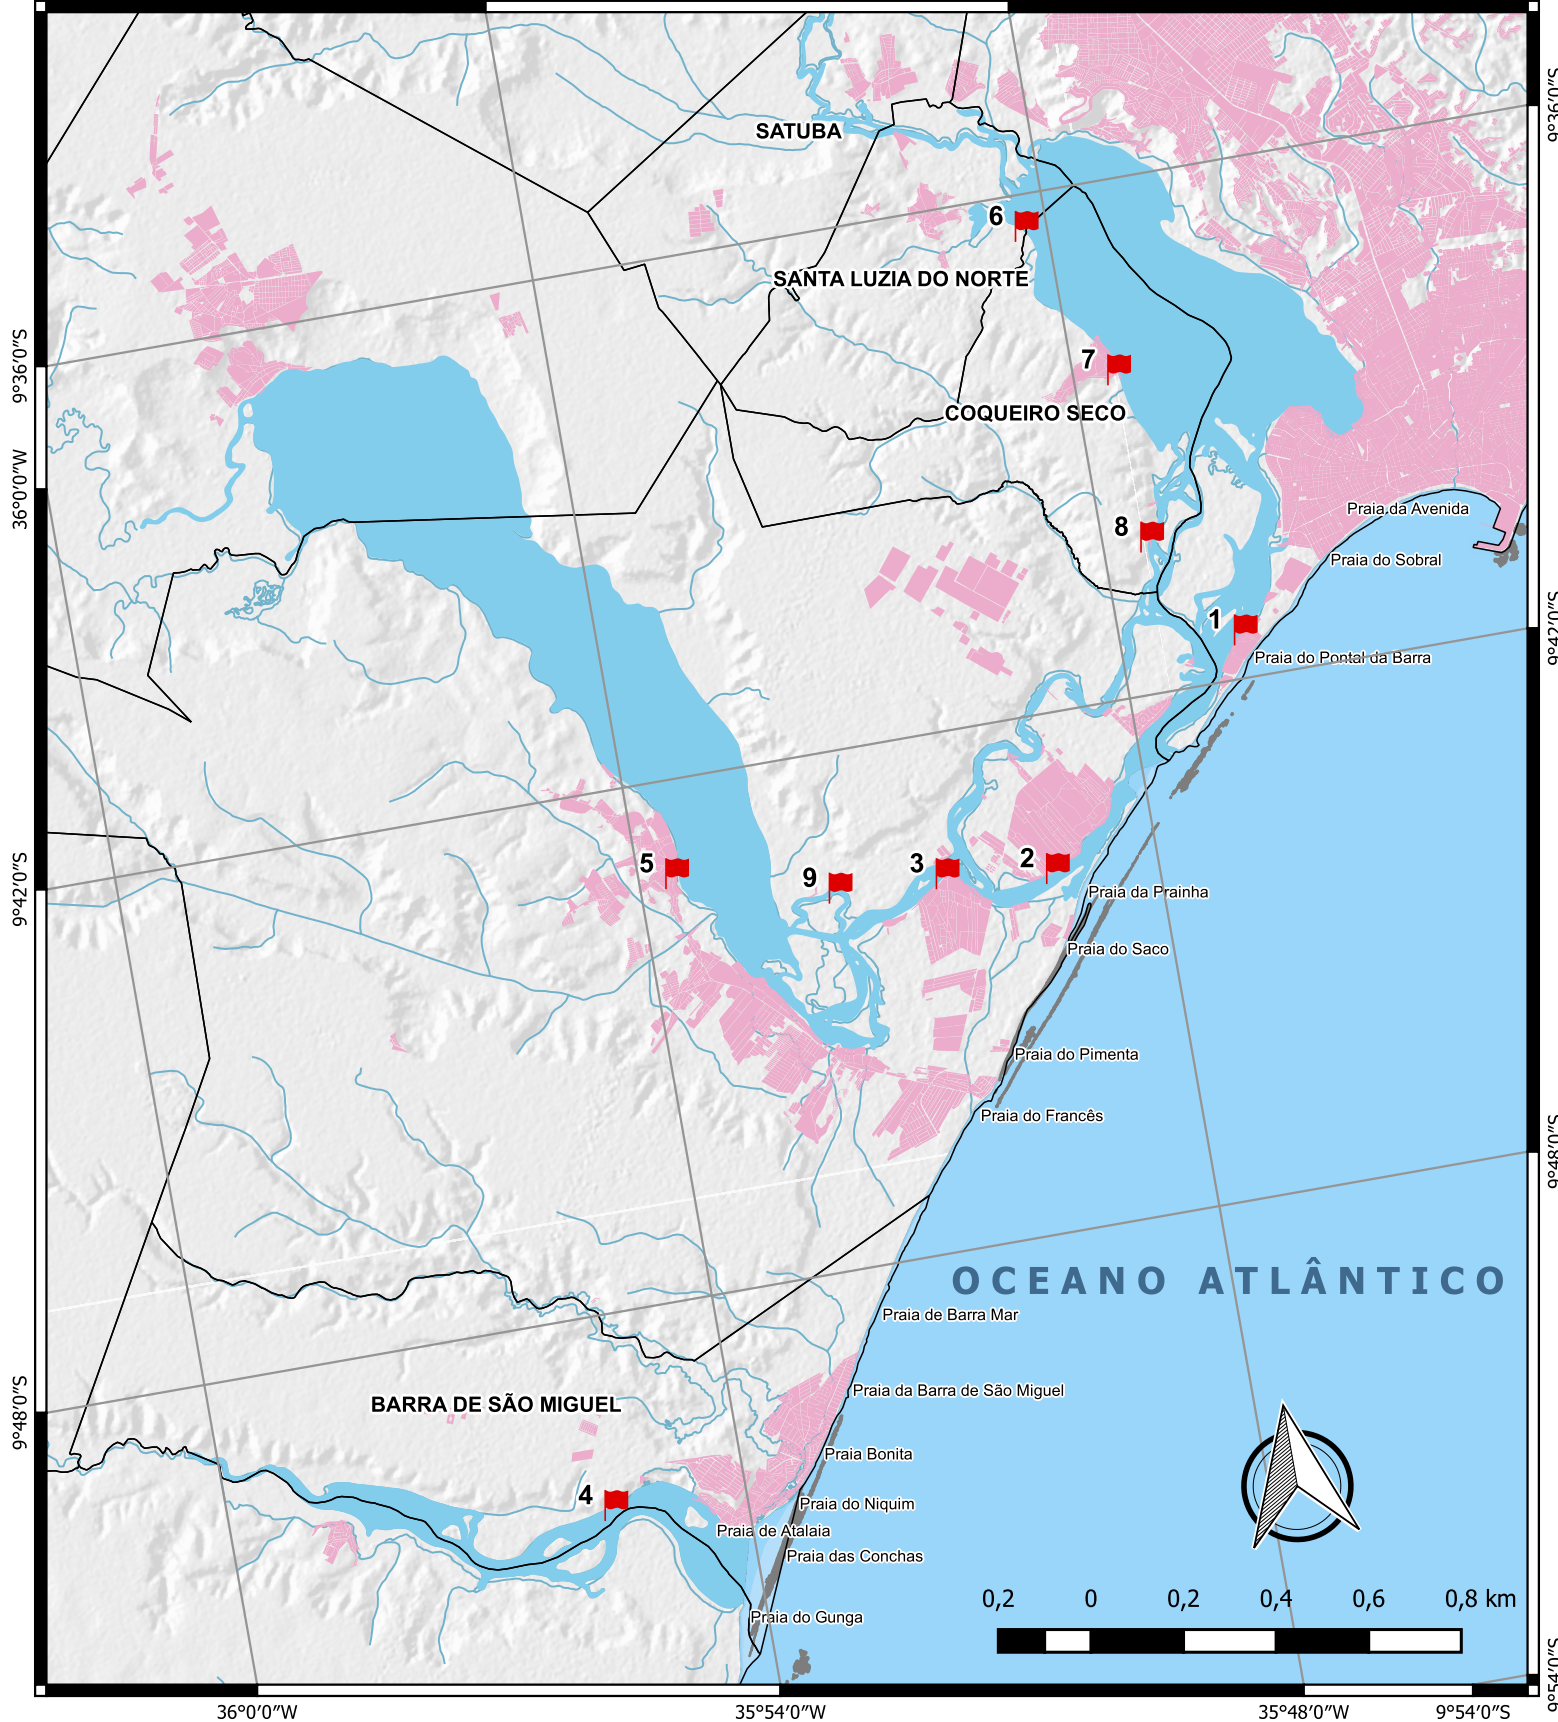 9°36'0"S
SATUBA
6
SANTA LUZIA DO NORTE
9°36'0"S
7
COQUEIRO SECO
36°0'0"W
Praia da Avenida
8
Praia do Sobral
1
9°42'0"S
Praia do Pontal da Barra
5
9
3
2
9°42'0"S
Praia da Prainha
Praia do Saco
Praia do Pimenta
Praia do Francês
9°48'0"S
OCEANO ATLÂNTICO
Praia de Barra Mar
Praia da Barra de São Miguel
BARRA DE SÃO MIGUEL
9°48'0"S
Praia Bonita
4
Praia do Niquim
Praia de Atalaia
Praia das Conchas
0,2 0 0,2 0,4 0,6 0,8 km
Praia do Gunga
9°54'0"S
36°0'0"W 35°54'0"W 35°48'0"W 9°54'0"S